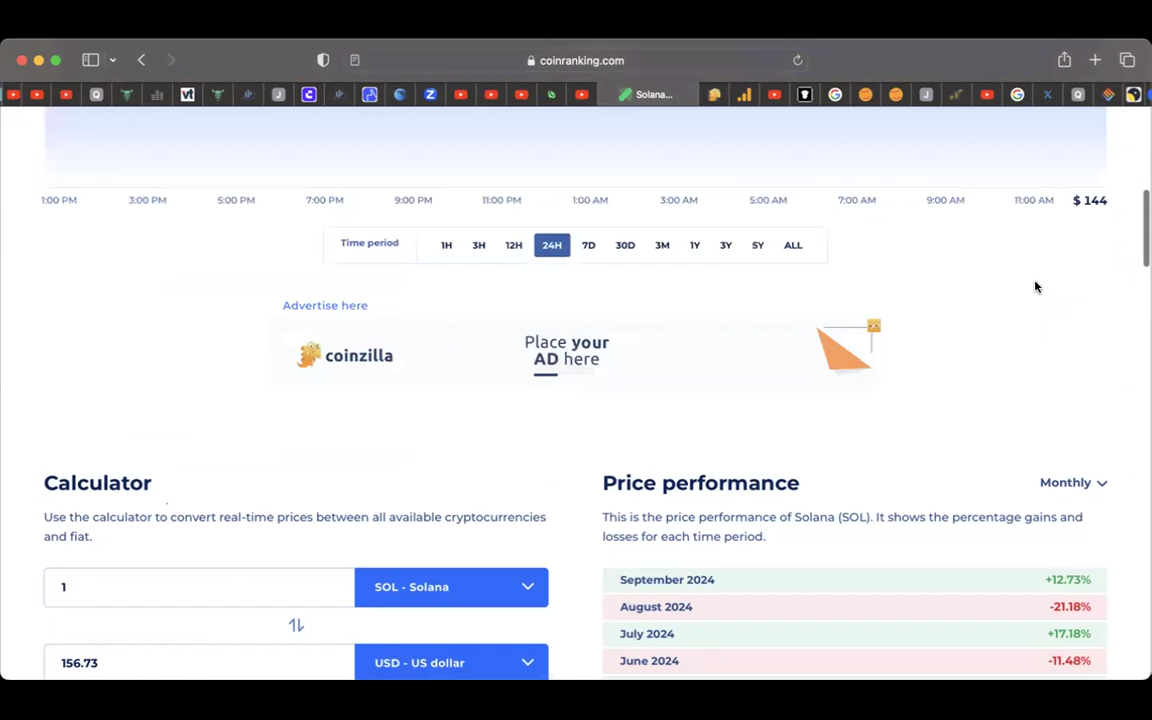 coinranking.com
Solana...
1:00 PM 3:00 PM 5:00 PM 7:00 PM 9:00 PM 11:00 PM 1:00 AM 3:00 AM 5:00 AM 7:00 AM 9:00 AM 11:00 AM $ 144
Time period 1H 3H 12H 24H 7D 30D 3M 1Y 3Y 5Y ALL
Advertise here
coinzilla
Place your
AD here
Calculator
Use the calculator to convert real-time prices between all available cryptocurrencies
and fiat.
1 SOL - Solana
156.73 USD - US dollar
Price performance Monthly
This is the price performance of Solana (SOL). It shows the percentage gains and
losses for each time period.
September 2024 +12.73%
August 2024 -21.18%
July 2024 +17.18%
June 2024 -11.48%